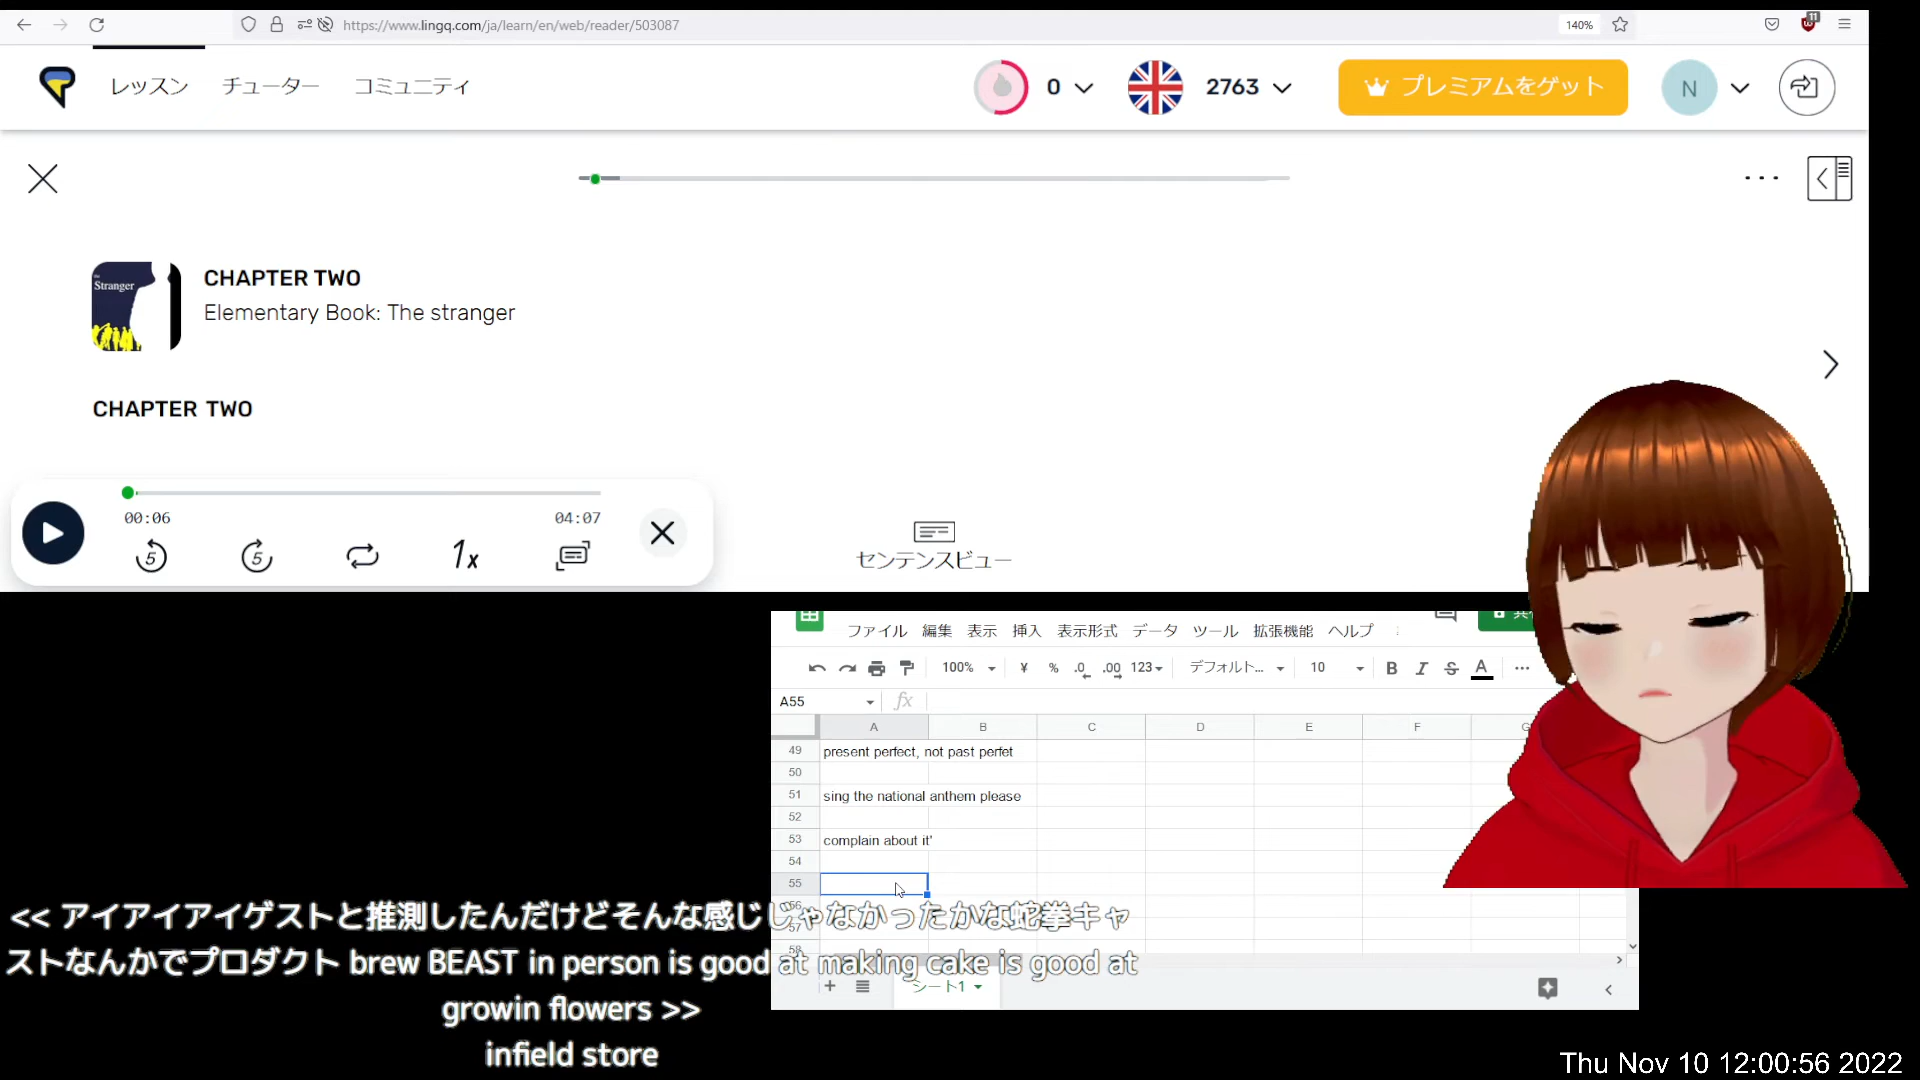 https://www.lingq.com/ja/learn/en/web/reader/503087
140%
11
レッスン
チューター
コミュニティ
0
2763
プレミアムをゲット
N
Stranger
CHAPTER TWO
Elementary Book: The stranger
CHAPTER TWO
00:06
04:07
5
5
1x
センテンスビュー
ファイル 編集 表示 挿入 表示形式 データ ツール 拡張機能 ヘルプ
100% ¥ % .0 .00 123 デフォルト... 10 B I S A
A55 fx
A B C D E F
49 present perfect, not past perfet
50
51 sing the national anthem please
52
53 complain about it'
54
55
56
57
58
シート1
<< アイアイアイゲストと推測したんだけどそんな感じじゃなかったかな蛇拳キャ
ストなんかでプロダクト brew BEAST in person is good at making cake is good at
growin flowers >>
infield store
Thu Nov 10 12:00:56 2022